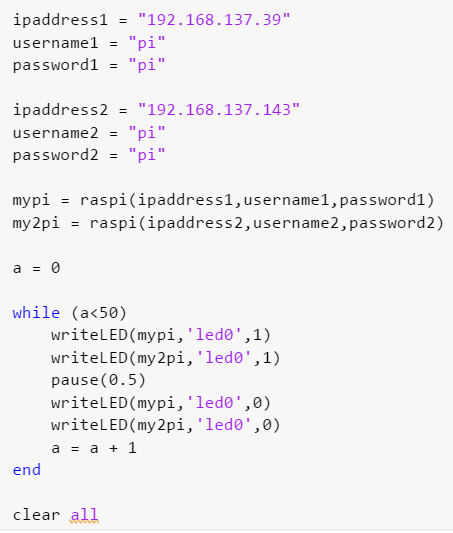 ipaddress1 = "192.168.137.39"
username1 = "pi"
password1 = "pi"
ipaddress2 = "192.168.137.143"
username2 = "pi"
password2 = "pi"
mypi = raspi(ipaddress1,username1,password1)
my2pi = raspi(ipaddress2,username2,password2)
a = 0
while (a<50)
    writeLED(mypi,'led0',1)
    writeLED(my2pi,'led0',1)
    pause(0.5)
    writeLED(mypi,'led0',0)
    writeLED(my2pi,'led0',0)
    a = a + 1
end
clear all